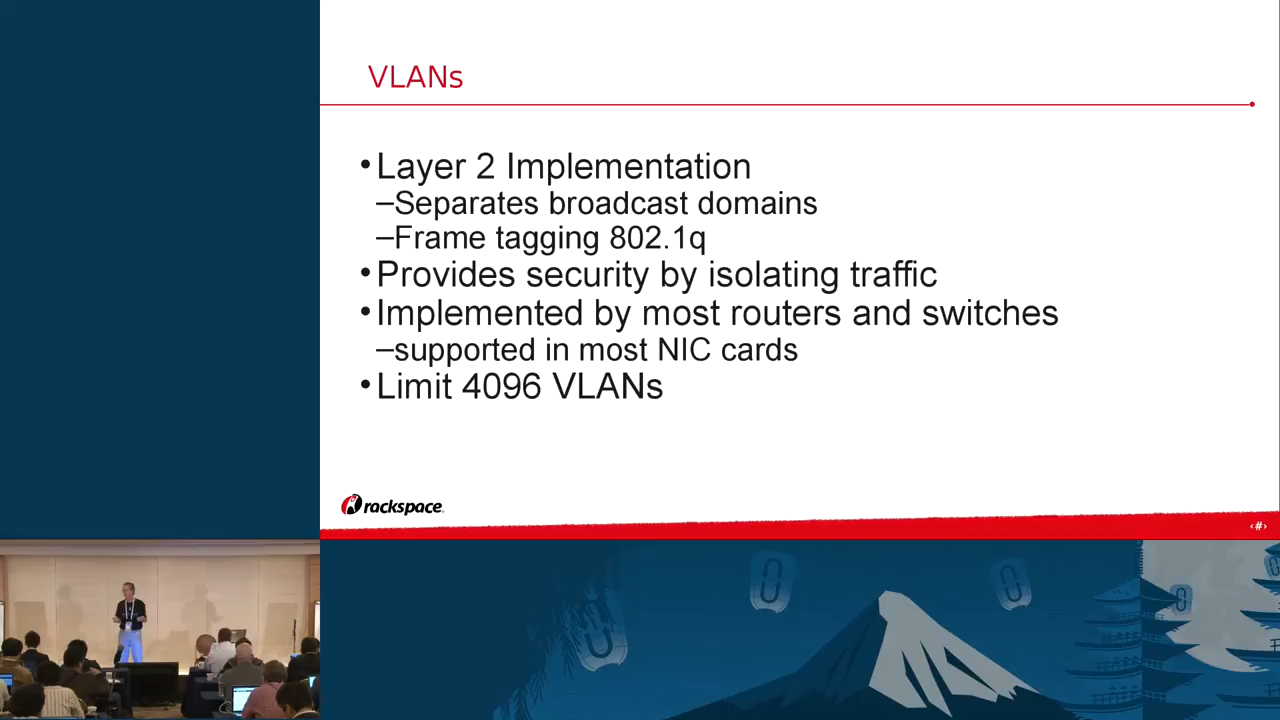 VLANs
•Layer 2 Implementation
–Separates broadcast domains
–Frame tagging 802.1q
•Provides security by isolating traffic
•Implemented by most routers and switches
–supported in most NIC cards
•Limit 4096 VLANs
rackspace.
‹#›